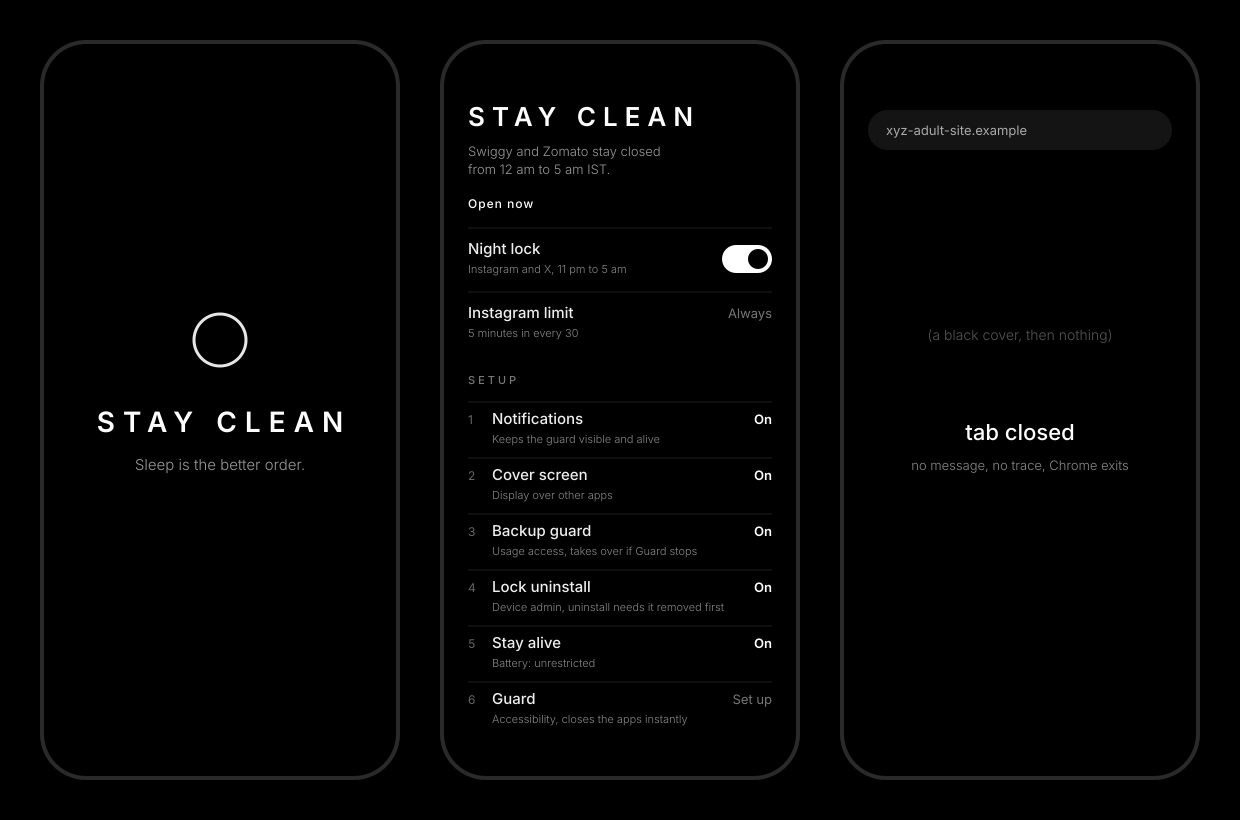 STAY CLEAN
Sleep is the better order.
STAY CLEAN
Swiggy and Zomato stay closed
from 12 am to 5 am IST.
Open now
Night lock
Instagram and X, 11 pm to 5 am
Instagram limit
Always
5 minutes in every 30
SETUP
1 Notifications On
Keeps the guard visible and alive
2 Cover screen On
Display over other apps
3 Backup guard On
Usage access, takes over if Guard stops
4 Lock uninstall On
Device admin, uninstall needs it removed first
5 Stay alive On
Battery: unrestricted
6 Guard Set up
Accessibility, closes the apps instantly
xyz-adult-site.example
(a black cover, then nothing)
tab closed
no message, no trace, Chrome exits